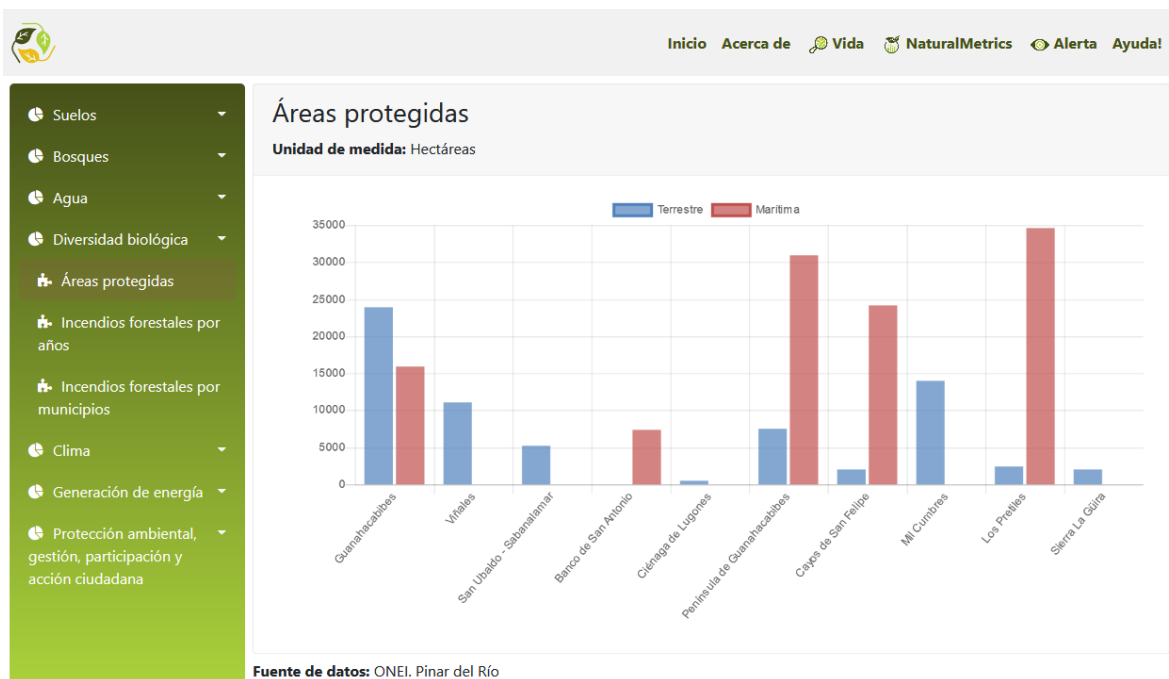 Inicio Acerca de Vida NaturalMetrics Alerta Ayuda!
Suelos
Bosques
Agua
Diversidad biológica
Áreas protegidas
Incendios forestales por
años
Incendios forestales por
municipios
Clima
Generación de energía
Protección ambiental,
gestión, participación y
acción ciudadana
Áreas protegidas
Unidad de medida: Hectáreas
Terrestre Marítima
35000
30000
25000
20000
15000
10000
5000
0
Guanahacabibes
Viñales
San Ubaldo - Sabanalamar
Banco de San Antonio
Ciénaga de Lugones
Península de Guanahacabibes
Cayos de San Felipe
Mil Cumbres
Los Pretiles
Sierra La Güira
Fuente de datos: ONEI. Pinar del Río